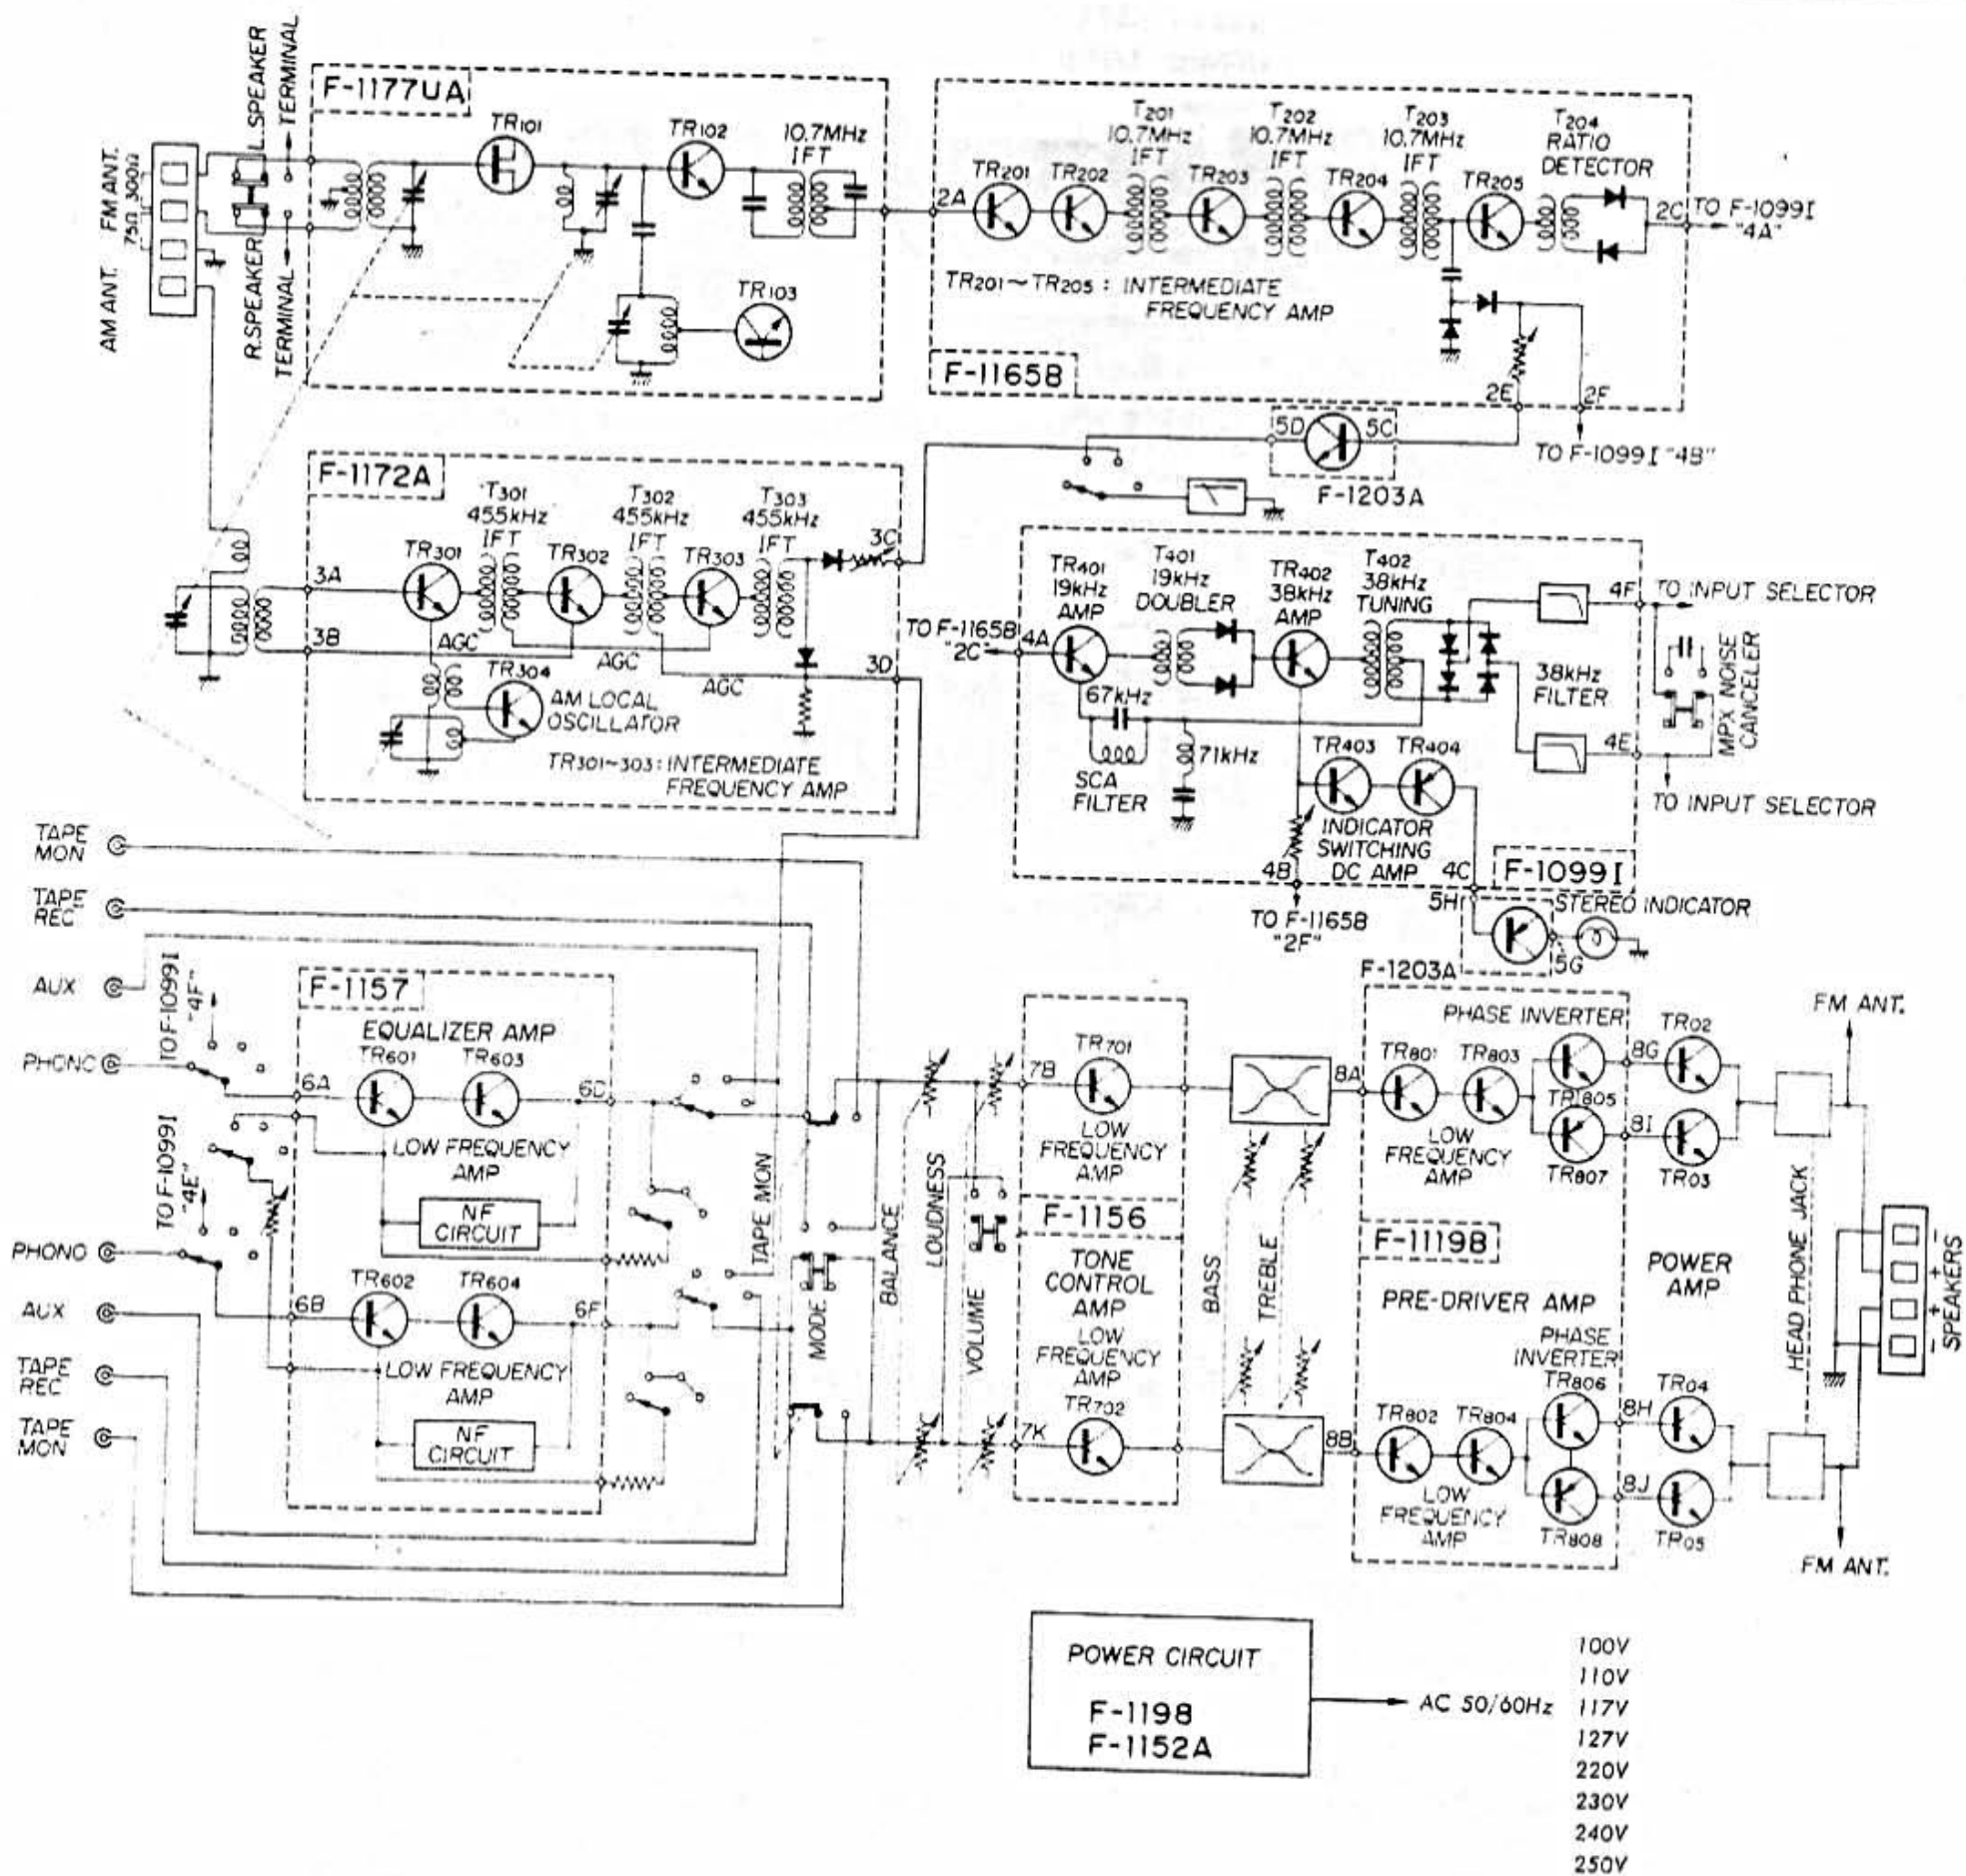 FM ANT.
75Ω 300Ω
AM ANT.
L. SPEAKER
TERMINAL
R.SPEAKER
TERMINAL
F-1177UA
TR101
TR102
10.7MHz
IFT
TR103
T201
10.7MHz
IFT
T202
10.7MHz
IFT
T203
10.7MHz
IFT
T204
RATIO
DETECTOR
2A
TR201
TR202
TR203
TR204
TR205
2C
TO F-1099I
"4A"
TR201~TR205 : INTERMEDIATE
FREQUENCY AMP
F-1165B
2E
2F
TO F-1099I "4B"
5D
5C
F-1203A
F-1172A
T301
455kHz
IFT
T302
455kHz
IFT
T303
455kHz
IFT
3A
TR301
TR302
TR303
3C
3B
AGC
AGC
AGC
3D
TR304
AM LOCAL
OSCILLATOR
TR301~303: INTERMEDIATE
FREQUENCY AMP
TO F-1165B
"2C"
4A
TR401
19kHz
AMP
T401
19kHz
DOUBLER
TR402
38kHz
AMP
T402
38kHz
TUNING
4F
TO INPUT SELECTOR
38kHz
FILTER
MPX NOISE
CANCELER
4E
TO INPUT SELECTOR
67kHz
SCA
FILTER
71kHz
TR403
TR404
INDICATOR
SWITCHING
DC AMP
4B
4C
F-1099I
TO F-1165B
"2F"
5H
STEREO INDICATOR
5G
F-1203A
TAPE
MON
TAPE
REC
AUX
PHONO
TO F-1099I
"4F"
TO F-1099I
"4E"
PHONO
AUX
TAPE
REC
TAPE
MON
F-1157
EQUALIZER AMP
6A
TR601
TR603
6D
LOW FREQUENCY
AMP
NF
CIRCUIT
6B
TR602
TR604
6F
LOW FREQUENCY
AMP
NF
CIRCUIT
TAPE MON
MODE
BALANCE
LOUDNESS
VOLUME
7B
TR701
LOW
FREQUENCY
AMP
F-1156
TONE
CONTROL
AMP
LOW
FREQUENCY
AMP
7K
TR702
BASS
TREBLE
8A
8B
PHASE INVERTER
TR801
TR803
TR805
LOW
FREQUENCY
AMP
TR807
F-1119B
PRE-DRIVER AMP
PHASE
INVERTER
TR802
TR804
TR806
LOW
FREQUENCY
AMP
TR808
8G
TR02
8I
TR03
POWER
AMP
8H
TR04
8J
TR05
HEAD PHONE JACK
FM ANT.
− + + −
SPEAKERS
FM ANT.
POWER CIRCUIT
F-1198
F-1152A
AC 50/60Hz
100V
110V
117V
127V
220V
230V
240V
250V